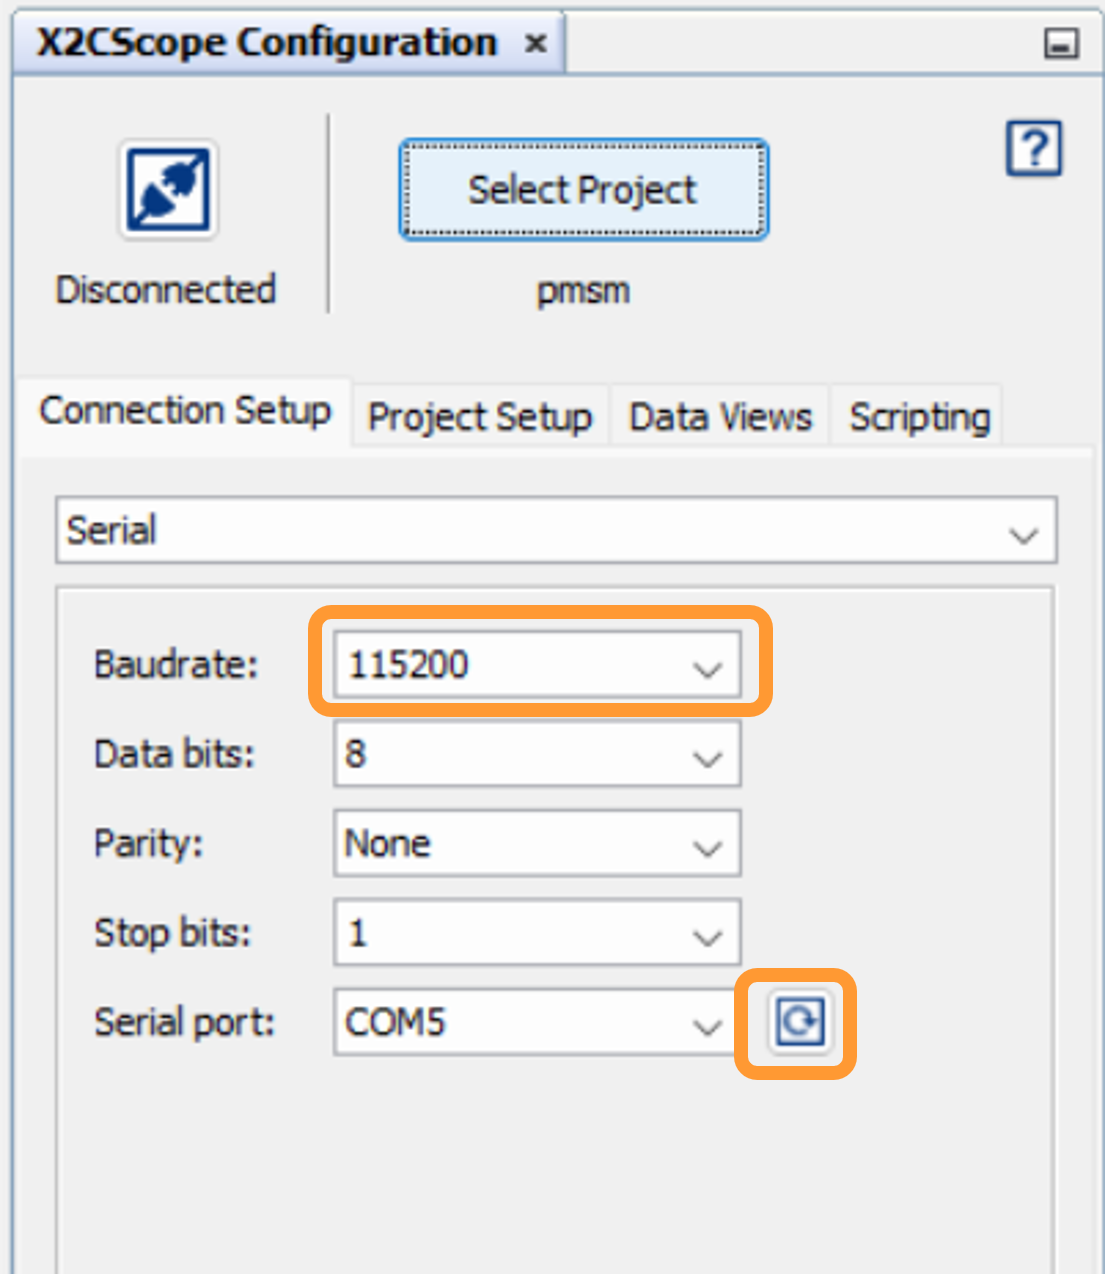 X2CScope Configuration ×
?
Select Project
Disconnected
pmsm
Connection Setup Project Setup Data Views Scripting
Serial
Baudrate: 115200
Data bits: 8
Parity: None
Stop bits: 1
Serial port: COM5